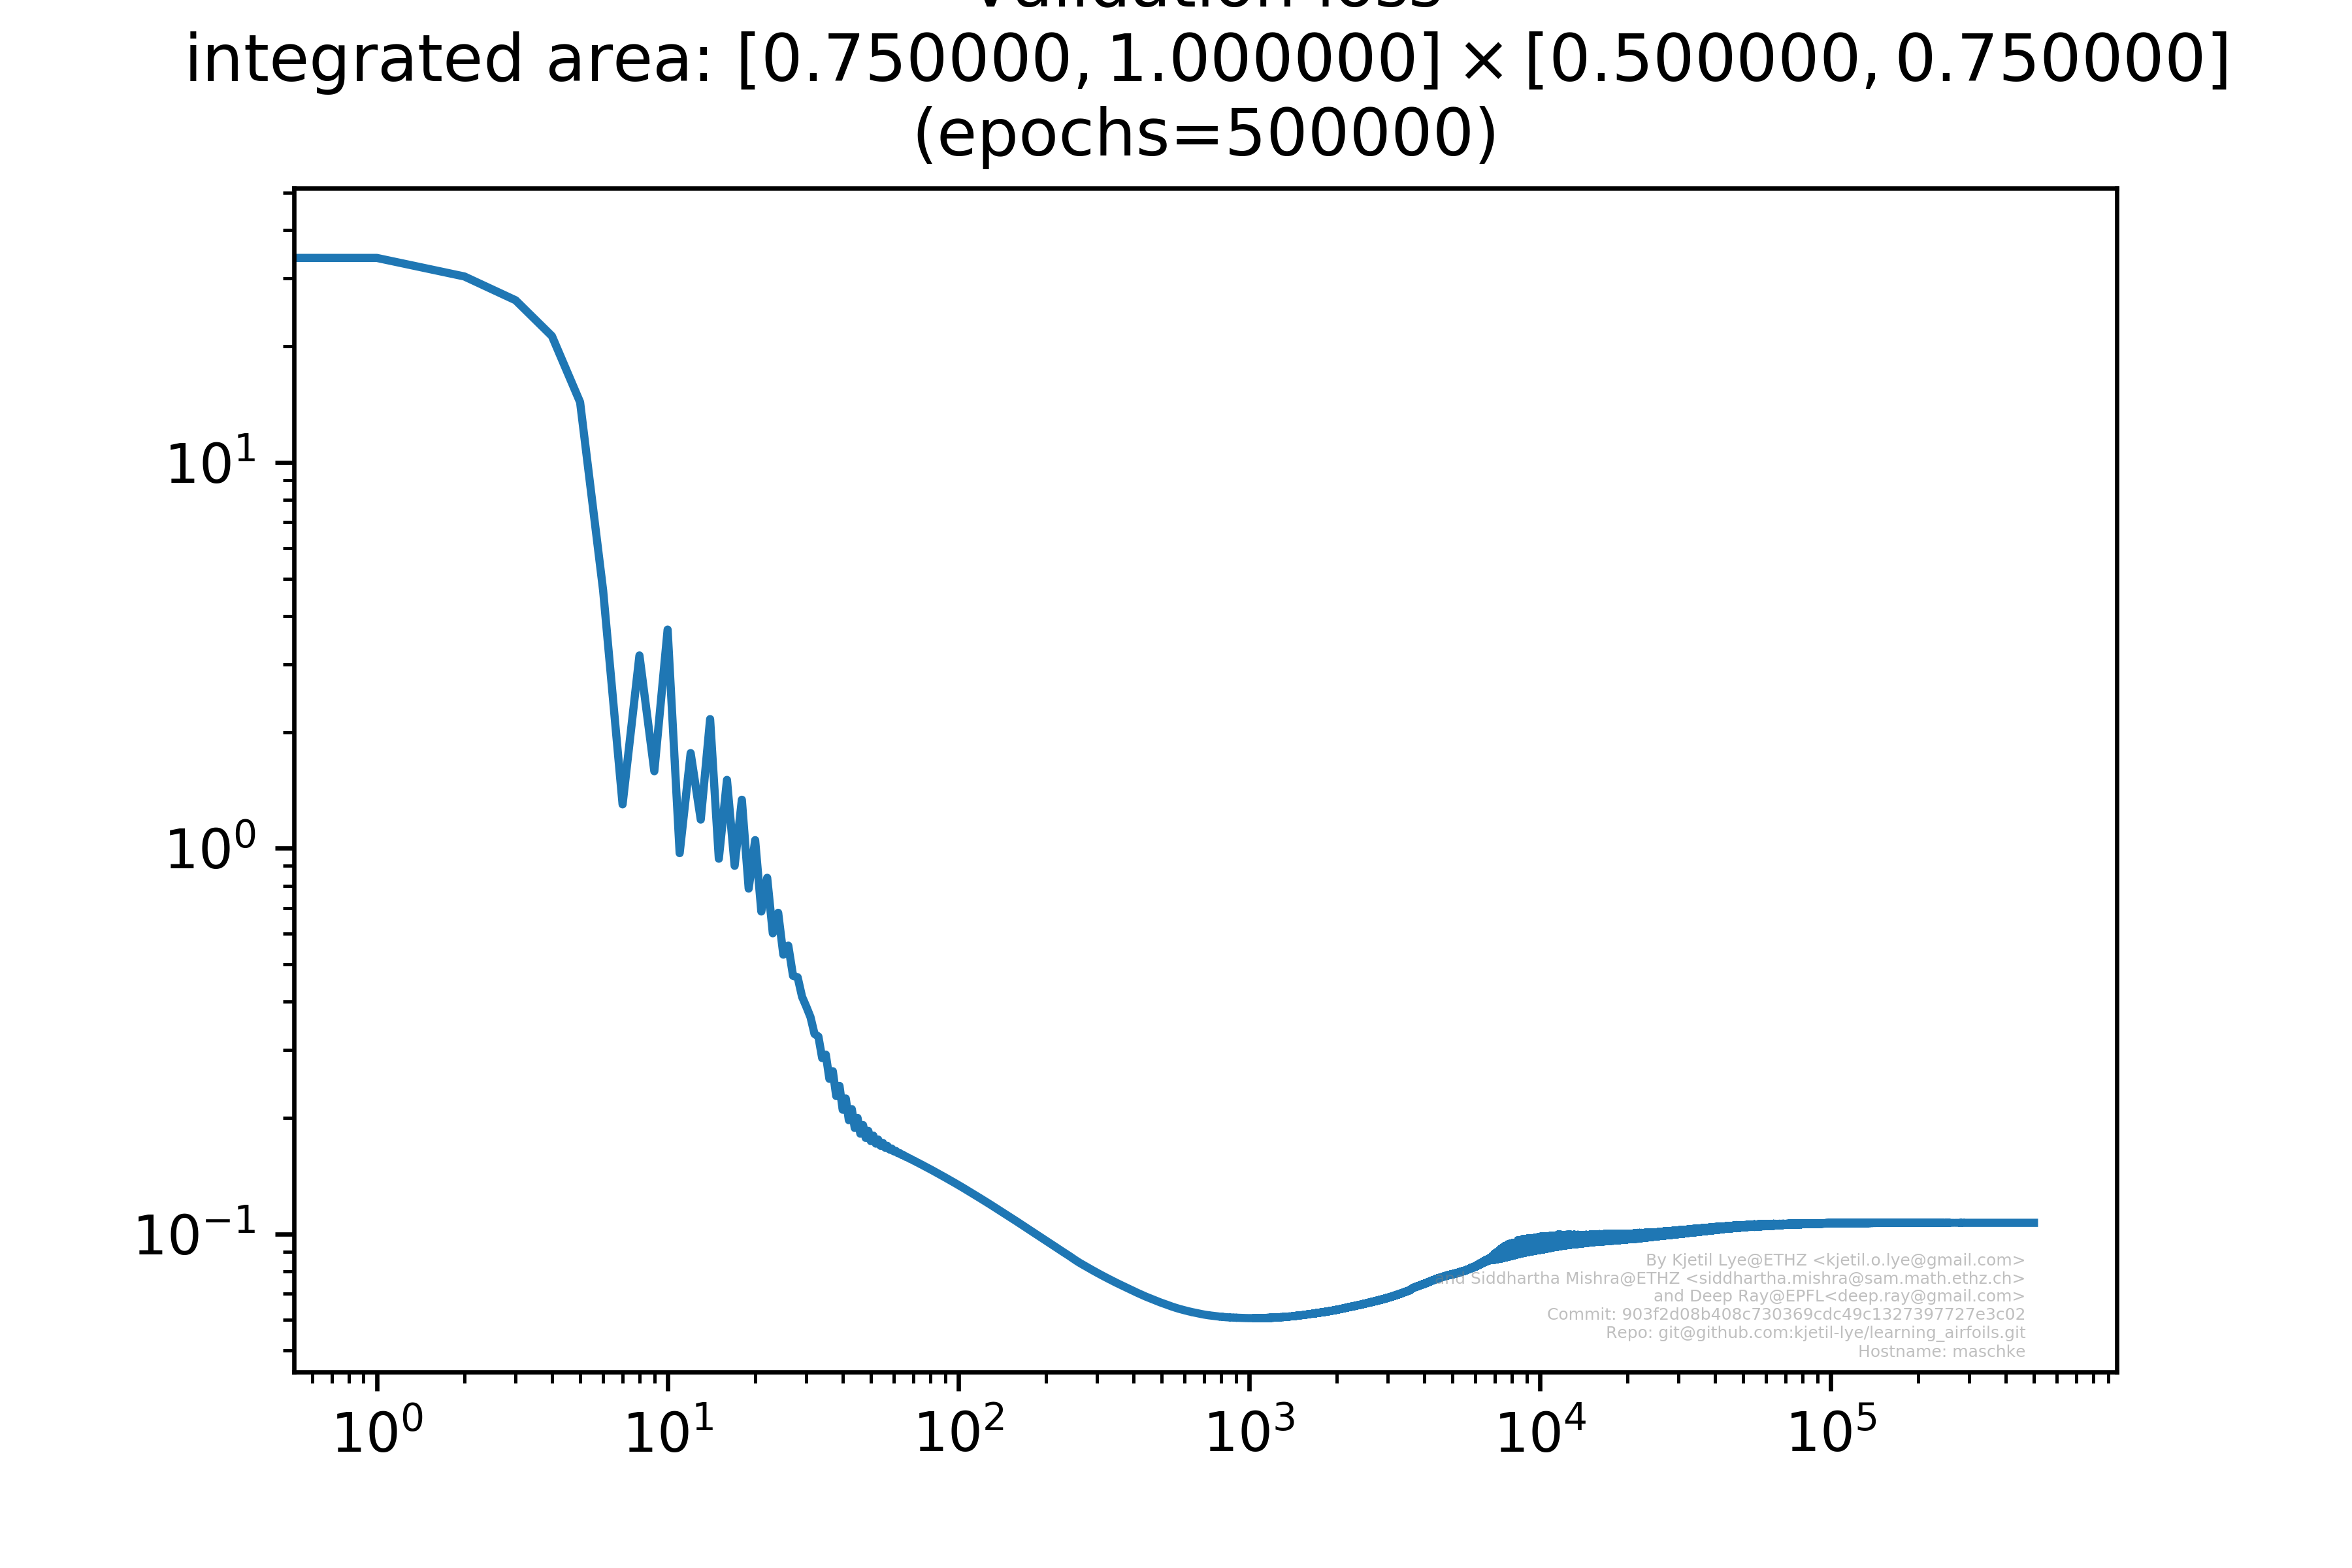 validation loss
integrated area: [0.750000, 1.000000] × [0.500000, 0.750000]
(epochs=500000)
10¹
10⁰
10⁻¹
By Kjetil Lye@ETHZ <kjetil.o.lye@gmail.com>
and Siddhartha Mishra@ETHZ <siddhartha.mishra@sam.math.ethz.ch>
and Deep Ray@EPFL<deep.ray@gmail.com>
Commit: 903f2d08b408c730369cdc49c1327397727e3c02
Repo: git@github.com:kjetil-lye/learning_airfoils.git
Hostname: maschke
10⁰ 10¹ 10² 10³ 10⁴ 10⁵